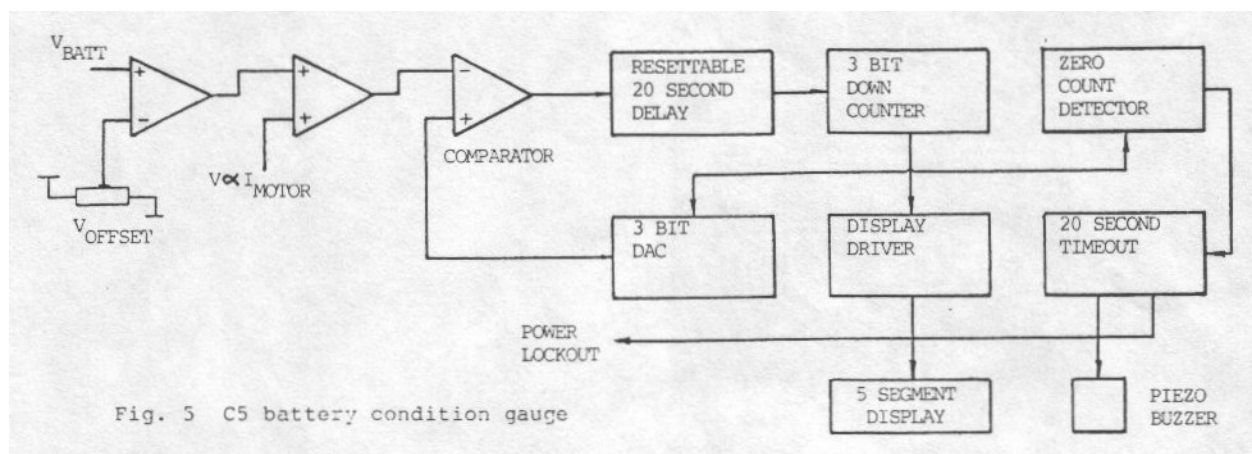 V BATT
+
−
V OFFSET
+
+
V∝I MOTOR
−
+
COMPARATOR
RESETTABLE
20 SECOND
DELAY
3 BIT
DOWN
COUNTER
ZERO
COUNT
DETECTOR
3 BIT
DAC
DISPLAY
DRIVER
20 SECOND
TIMEOUT
POWER
LOCKOUT
5 SEGMENT
DISPLAY
PIEZO
BUZZER
Fig. 5 C5 battery condition gauge